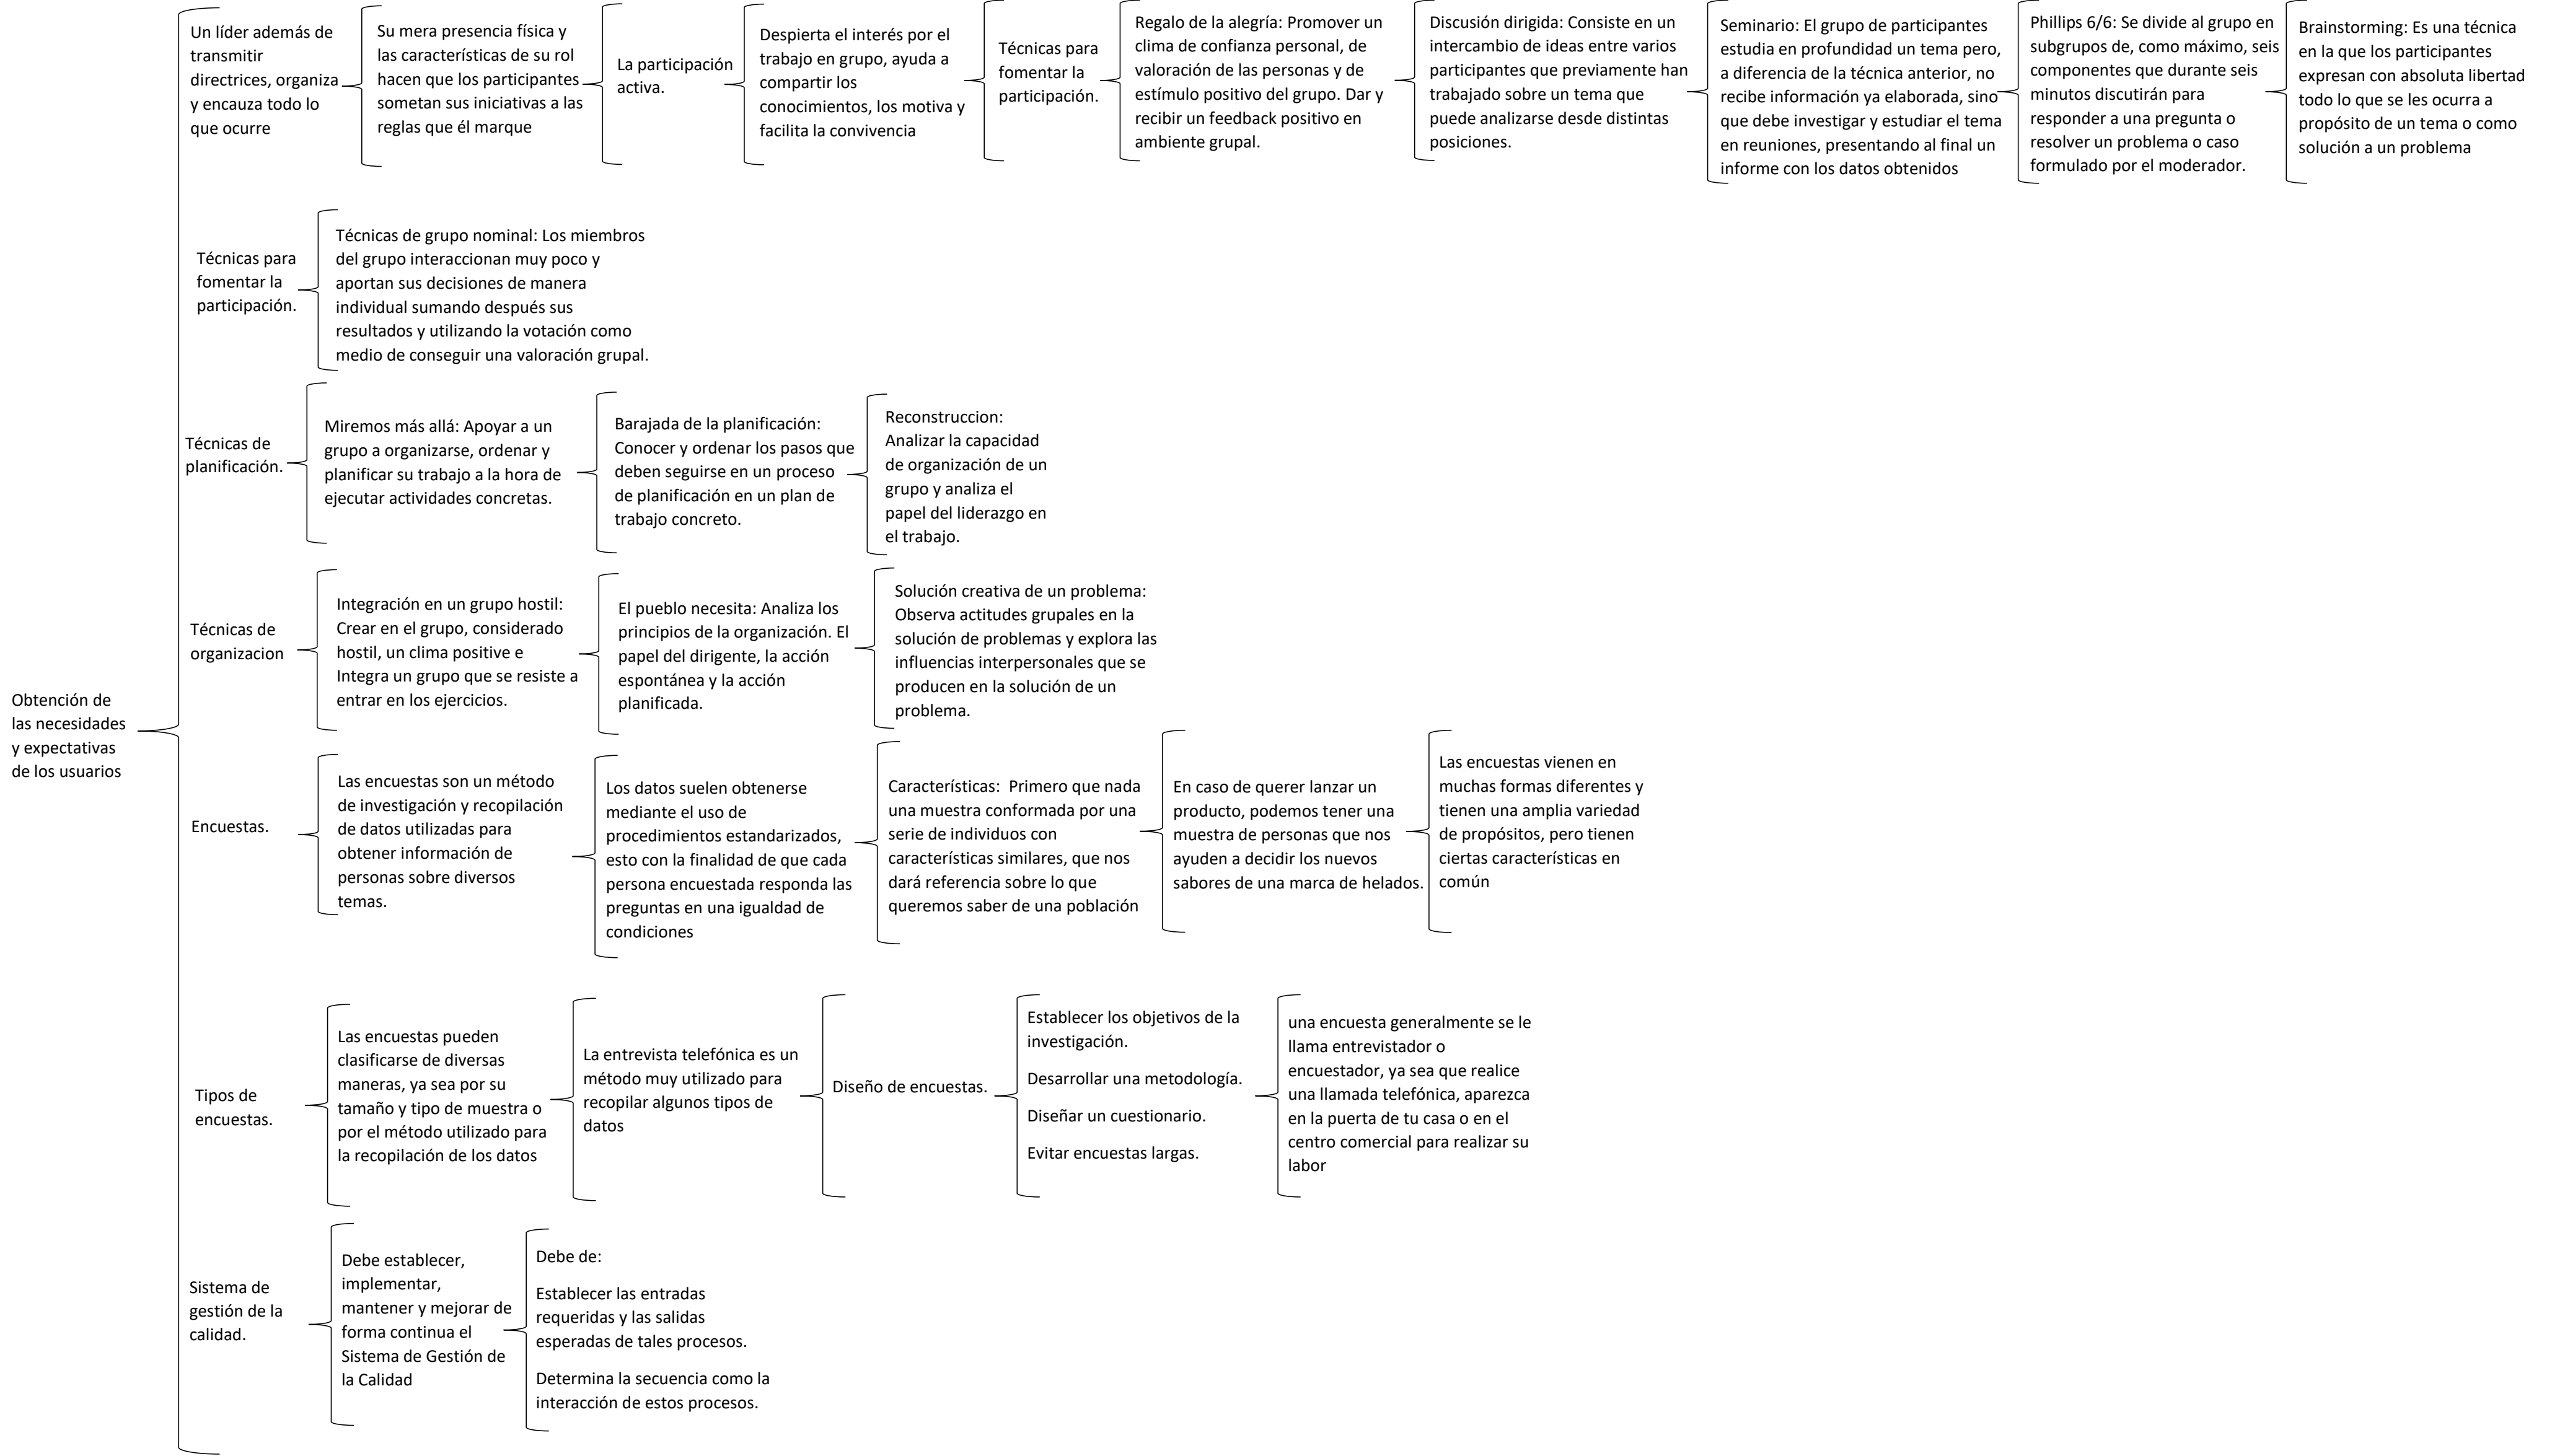 Un líder además de
transmitir
directrices, organiza
y encauza todo lo
que ocurre
Su mera presencia física y
las características de su rol
hacen que los participantes
sometan sus iniciativas a las
reglas que él marque
La participación
activa.
Despierta el interés por el
trabajo en grupo, ayuda a
compartir los
conocimientos, los motiva y
facilita la convivencia
Técnicas para
fomentar la
participación.
Regalo de la alegría: Promover un
clima de confianza personal, de
valoración de las personas y de
estímulo positivo del grupo. Dar y
recibir un feedback positivo en
ambiente grupal.
Discusión dirigida: Consiste en un
intercambio de ideas entre varios
participantes que previamente han
trabajado sobre un tema que
puede analizarse desde distintas
posiciones.
Seminario: El grupo de participantes
estudia en profundidad un tema pero,
a diferencia de la técnica anterior, no
recibe información ya elaborada, sino
que debe investigar y estudiar el tema
en reuniones, presentando al final un
informe con los datos obtenidos
Phillips 6/6: Se divide al grupo en
subgrupos de, como máximo, seis
componentes que durante seis
minutos discutirán para
responder a una pregunta o
resolver un problema o caso
formulado por el moderador.
Brainstorming: Es una técnica
en la que los participantes
expresan con absoluta libertad
todo lo que se les ocurra a
propósito de un tema o como
solución a un problema
Técnicas para
fomentar la
participación.
Técnicas de grupo nominal: Los miembros
del grupo interaccionan muy poco y
aportan sus decisiones de manera
individual sumando después sus
resultados y utilizando la votación como
medio de conseguir una valoración grupal.
Técnicas de
planificación.
Miremos más allá: Apoyar a un
grupo a organizarse, ordenar y
planificar su trabajo a la hora de
ejecutar actividades concretas.
Barajada de la planificación:
Conocer y ordenar los pasos que
deben seguirse en un proceso
de planificación en un plan de
trabajo concreto.
Reconstruccion:
Analizar la capacidad
de organización de un
grupo y analiza el
papel del liderazgo en
el trabajo.
Técnicas de
organizacion
Integración en un grupo hostil:
Crear en el grupo, considerado
hostil, un clima positive e
Integra un grupo que se resiste a
entrar en los ejercicios.
El pueblo necesita: Analiza los
principios de la organización. El
papel del dirigente, la acción
espontánea y la acción
planificada.
Solución creativa de un problema:
Observa actitudes grupales en la
solución de problemas y explora las
influencias interpersonales que se
producen en la solución de un
problema.
Obtención de
las necesidades
y expectativas
de los usuarios
Encuestas.
Las encuestas son un método
de investigación y recopilación
de datos utilizadas para
obtener información de
personas sobre diversos
temas.
Los datos suelen obtenerse
mediante el uso de
procedimientos estandarizados,
esto con la finalidad de que cada
persona encuestada responda las
preguntas en una igualdad de
condiciones
Características:  Primero que nada
una muestra conformada por una
serie de individuos con
características similares, que nos
dará referencia sobre lo que
queremos saber de una población
En caso de querer lanzar un
producto, podemos tener una
muestra de personas que nos
ayuden a decidir los nuevos
sabores de una marca de helados.
Las encuestas vienen en
muchas formas diferentes y
tienen una amplia variedad
de propósitos, pero tienen
ciertas características en
común
Tipos de
encuestas.
Las encuestas pueden
clasificarse de diversas
maneras, ya sea por su
tamaño y tipo de muestra o
por el método utilizado para
la recopilación de los datos
La entrevista telefónica es un
método muy utilizado para
recopilar algunos tipos de
datos
Diseño de encuestas.
Establecer los objetivos de la
investigación.
Desarrollar una metodología.
Diseñar un cuestionario.
Evitar encuestas largas.
una encuesta generalmente se le
llama entrevistador o
encuestador, ya sea que realice
una llamada telefónica, aparezca
en la puerta de tu casa o en el
centro comercial para realizar su
labor
Sistema de
gestión de la
calidad.
Debe establecer,
implementar,
mantener y mejorar de
forma continua el
Sistema de Gestión de
la Calidad
Debe de:
Establecer las entradas
requeridas y las salidas
esperadas de tales procesos.
Determina la secuencia como la
interacción de estos procesos.